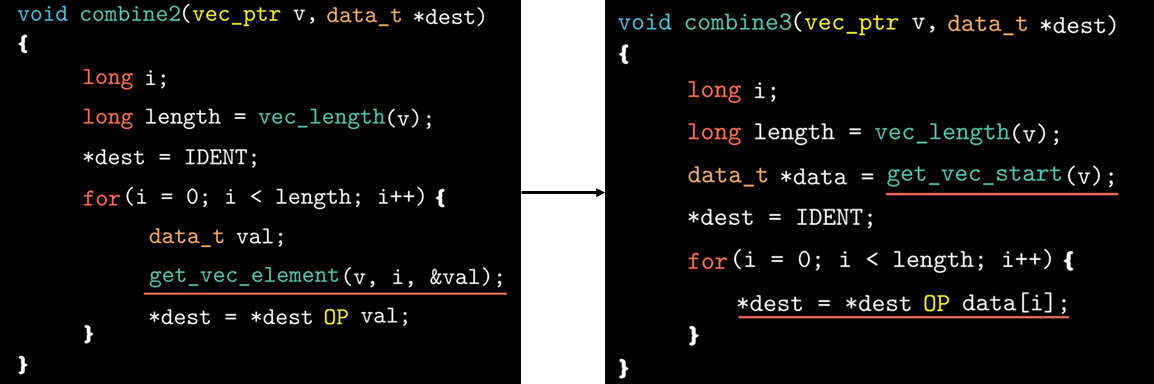 void combine2(vec_ptr v, data_t *dest)
{
long i;
long length = vec_length(v);
*dest = IDENT;
for(i = 0; i < length; i++) {
data_t val;
get_vec_element(v, i, &val);
*dest = *dest OP val;
}
}
void combine3(vec_ptr v, data_t *dest)
{
long i;
long length = vec_length(v);
data_t *data = get_vec_start(v);
*dest = IDENT;
for(i = 0; i < length; i++) {
*dest = *dest OP data[i];
}
}